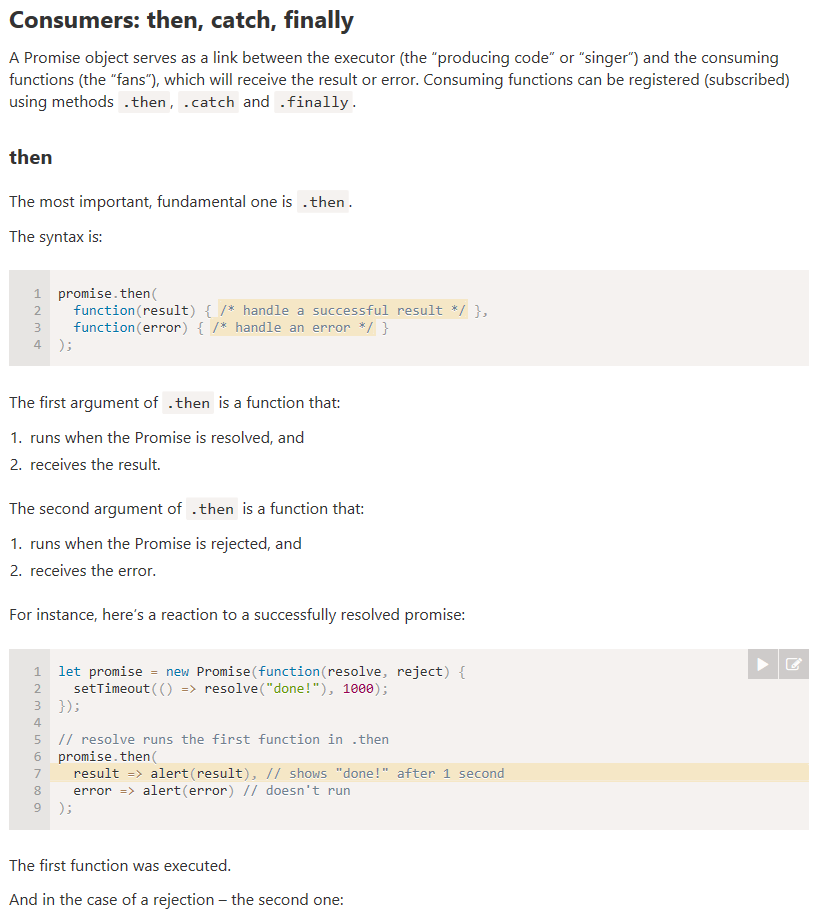 Consumers: then, catch, finally
A Promise object serves as a link between the executor (the “producing code” or “singer”) and the consuming
functions (the “fans”), which will receive the result or error. Consuming functions can be registered (subscribed)
using methods .then, .catch and .finally.
then
The most important, fundamental one is .then.
The syntax is:
1 promise.then(
2   function(result) { /* handle a successful result */ },
3   function(error) { /* handle an error */ }
4 );
The first argument of .then is a function that:
1. runs when the Promise is resolved, and
2. receives the result.
The second argument of .then is a function that:
1. runs when the Promise is rejected, and
2. receives the error.
For instance, here’s a reaction to a successfully resolved promise:
1 let promise = new Promise(function(resolve, reject) {
2   setTimeout(() => resolve("done!"), 1000);
3 });
4
5 // resolve runs the first function in .then
6 promise.then(
7   result => alert(result), // shows "done!" after 1 second
8   error => alert(error) // doesn't run
9 );
The first function was executed.
And in the case of a rejection – the second one: